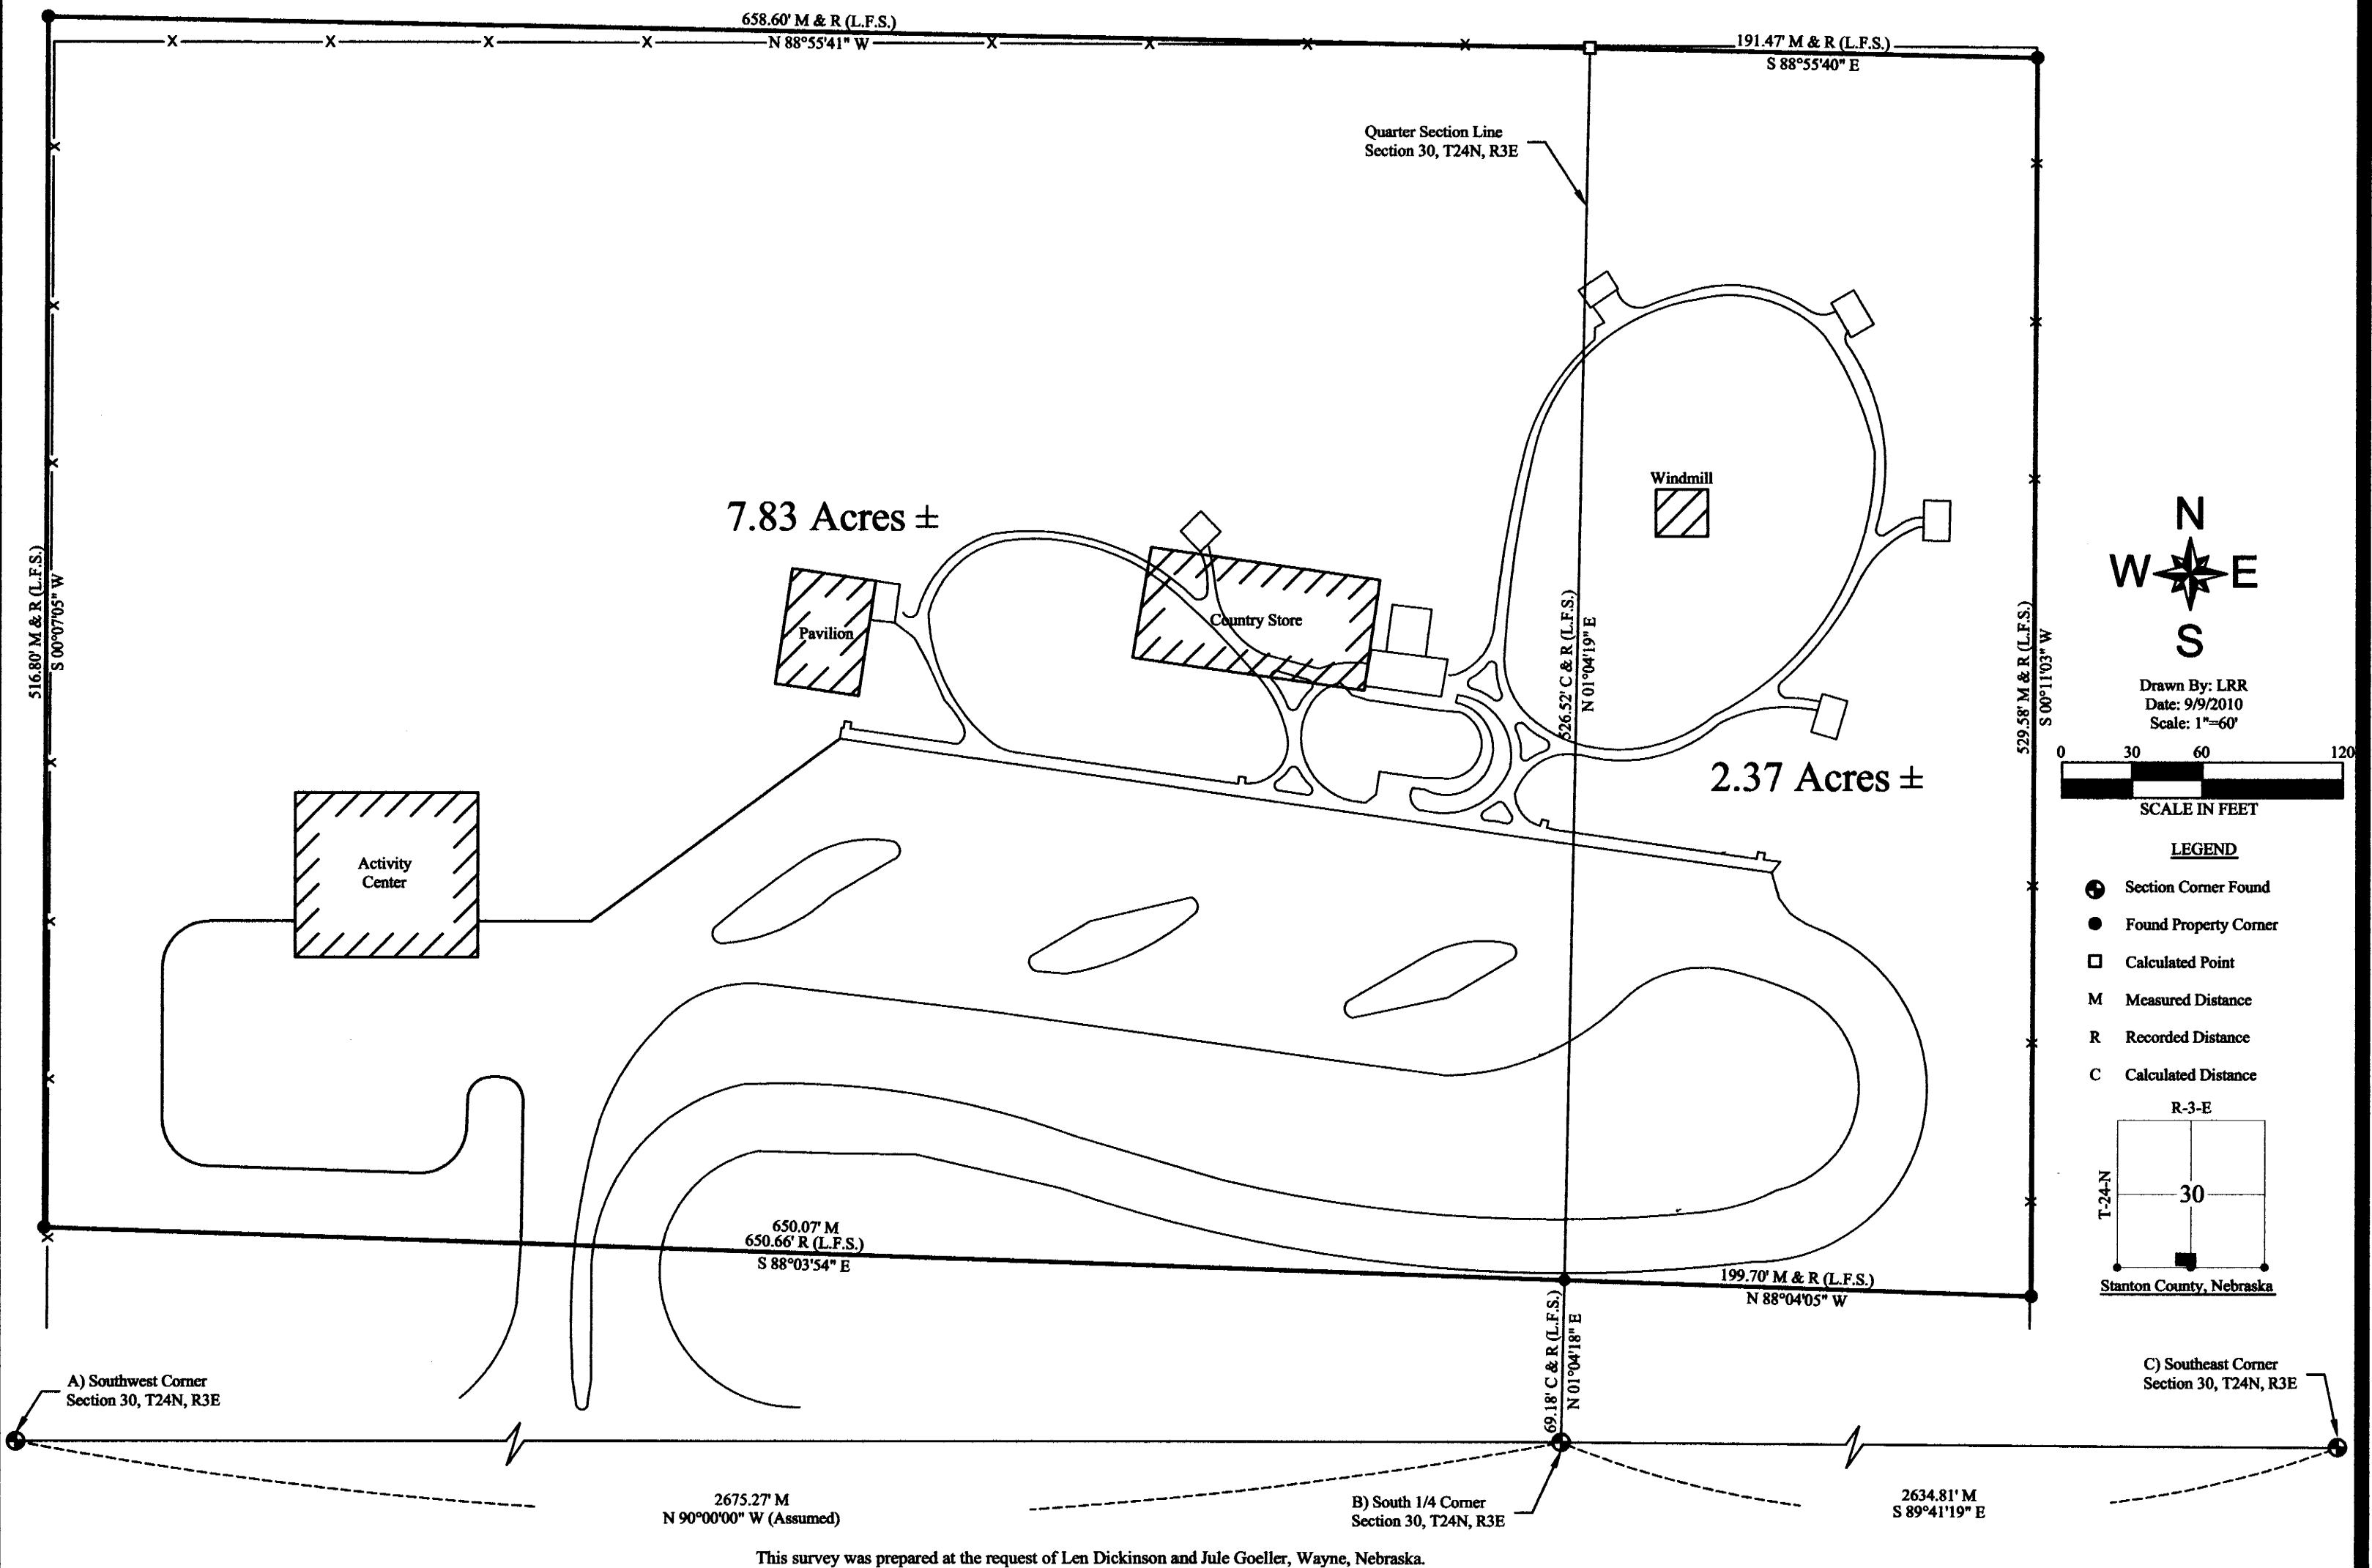 658.60' M & R (L.F.S.)
N 88°55'41" W
191.47' M & R (L.F.S.)
S 88°55'40" E
Quarter Section Line
Section 30, T24N, R3E
Windmill
7.83 Acres ±
Pavilion
Country Store
516.80' M & R (L.F.S.)
S 00°07'05" W
526.52' C & R (L.F.S.)
N 01°04'19" E
529.58' M & R (L.F.S.)
S 00°11'03" W
2.37 Acres ±
Activity
Center
N
W E
S
Drawn By: LRR
Date: 9/9/2010
Scale: 1"=60'
0 30 60 120
SCALE IN FEET
LEGEND
Section Corner Found
Found Property Corner
Calculated Point
M Measured Distance
R Recorded Distance
C Calculated Distance
R-3-E
T-24-N
30
Stanton County, Nebraska
650.07' M
650.66' R (L.F.S.)
S 88°03'54" E
199.70' M & R (L.F.S.)
N 88°04'05" W
69.18' C & R (L.F.S.)
N 01°04'18" E
A) Southwest Corner
Section 30, T24N, R3E
C) Southeast Corner
Section 30, T24N, R3E
2675.27' M
N 90°00'00" W (Assumed)
B) South 1/4 Corner
Section 30, T24N, R3E
2634.81' M
S 89°41'19" E
This survey was prepared at the request of Len Dickinson and Jule Goeller, Wayne, Nebraska.